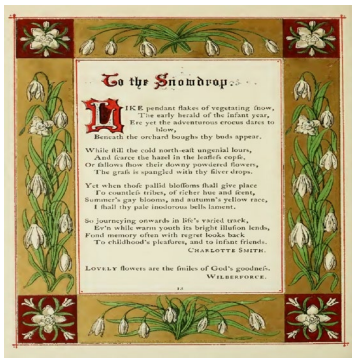 To the Snowdrop.
LIKE pendant flakes of vegetating ſnow,
The early herald of the infant year,
Ere yet the adventurous crocus dares to
blow,
Beneath the orchard boughs thy buds appear.
While ſtill the cold north-eaſt ungenial lours,
And ſcarce the hazel in the leafleſs copſe,
Or ſallows ſhow their downy powdered flowers,
The graſs is ſpangled with thy ſilver drops.
Yet when thoſe pallid bloſſoms ſhall give place
To countleſs tribes, of richer hue and ſcent,
Summer's gay blooms, and autumn's yellow race,
I ſhall thy pale inodorous bells lament.
So journeying onwards in life's varied track,
Ev'n while warm youth its bright illuſion lends,
Fond memory often with regret looks back
To childhood's pleaſures, and to infant friends.
CHARLOTTE SMITH.
LOVELY flowers are the ſmiles of God's goodneſs.
WILBERFORCE.